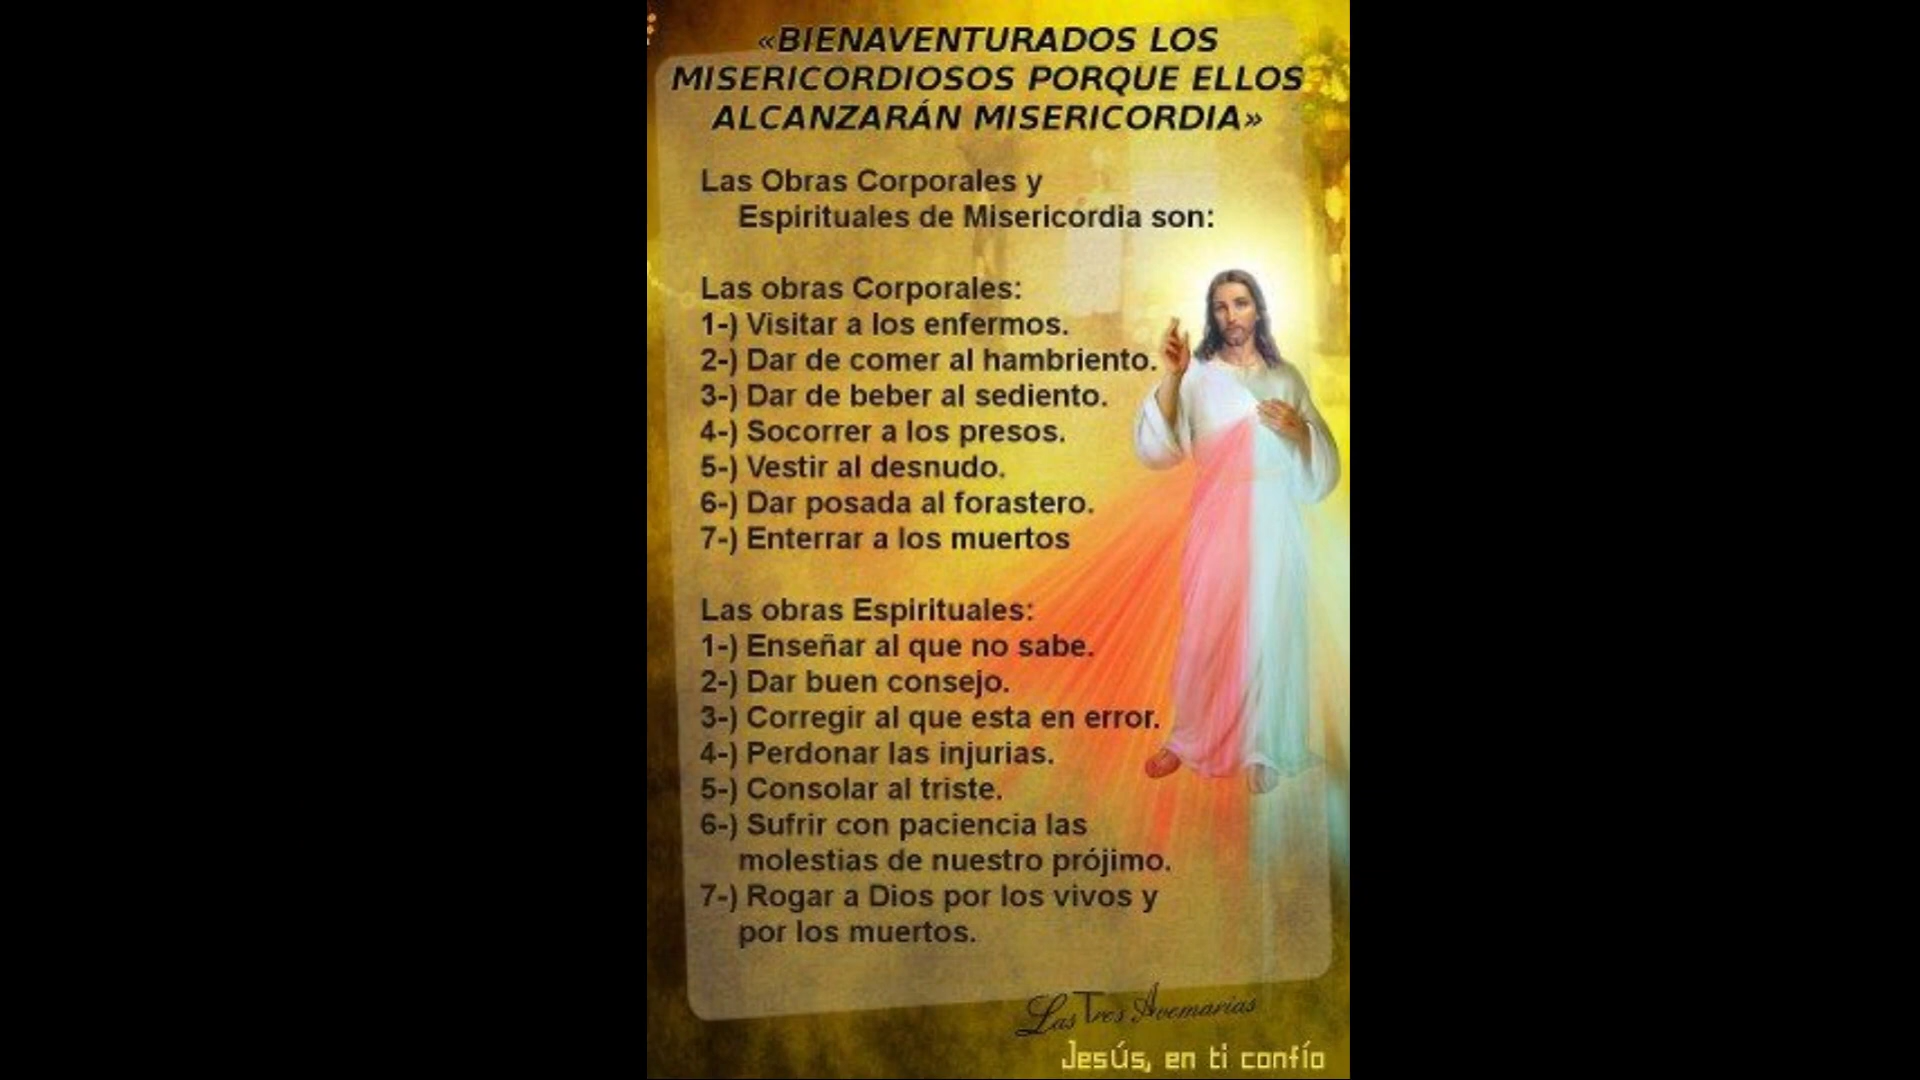 «BIENAVENTURADOS LOS
MISERICORDIOSOS PORQUE ELLOS
ALCANZARÁN MISERICORDIA»
Las Obras Corporales y
Espirituales de Misericordia son:
Las obras Corporales:
1-) Visitar a los enfermos.
2-) Dar de comer al hambriento.
3-) Dar de beber al sediento.
4-) Socorrer a los presos.
5-) Vestir al desnudo.
6-) Dar posada al forastero.
7-) Enterrar a los muertos
Las obras Espirituales:
1-) Enseñar al que no sabe.
2-) Dar buen consejo.
3-) Corregir al que esta en error.
4-) Perdonar las injurias.
5-) Consolar al triste.
6-) Sufrir con paciencia las
molestias de nuestro prójimo.
7-) Rogar a Dios por los vivos y
por los muertos.
Las Tres Avemarías
Jesús, en ti confío